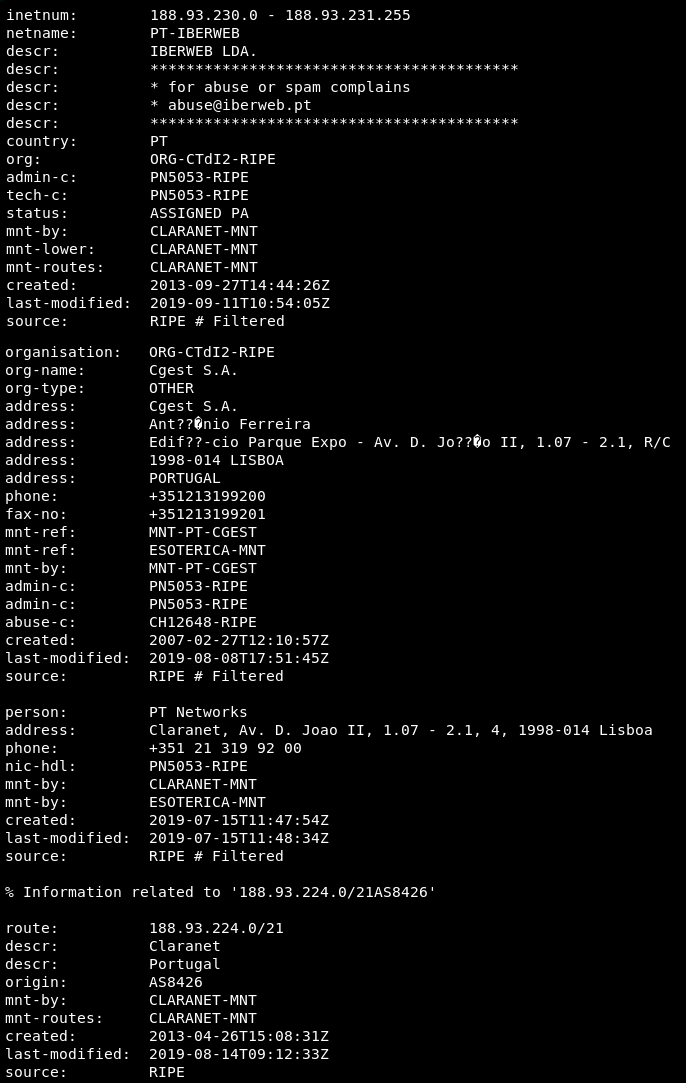 inetnum: 188.93.230.0 - 188.93.231.255
netname: PT-IBERWEB
descr: IBERWEB LDA.
descr: *****************************************
descr: * for abuse or spam complains
descr: * abuse@iberweb.pt
descr: *****************************************
country: PT
org: ORG-CTdI2-RIPE
admin-c: PN5053-RIPE
tech-c: PN5053-RIPE
status: ASSIGNED PA
mnt-by: CLARANET-MNT
mnt-lower: CLARANET-MNT
mnt-routes: CLARANET-MNT
created: 2013-09-27T14:44:26Z
last-modified: 2019-09-11T10:54:05Z
source: RIPE # Filtered
organisation: ORG-CTdI2-RIPE
org-name: Cgest S.A.
org-type: OTHER
address: Cgest S.A.
address: Ant??�nio Ferreira
address: Edif??-cio Parque Expo - Av. D. Jo??�o II, 1.07 - 2.1, R/C
address: 1998-014 LISBOA
address: PORTUGAL
phone: +351213199200
fax-no: +351213199201
mnt-ref: MNT-PT-CGEST
mnt-ref: ESOTERICA-MNT
mnt-by: MNT-PT-CGEST
admin-c: PN5053-RIPE
admin-c: PN5053-RIPE
abuse-c: CH12648-RIPE
created: 2007-02-27T12:10:57Z
last-modified: 2019-08-08T17:51:45Z
source: RIPE # Filtered
person: PT Networks
address: Claranet, Av. D. Joao II, 1.07 - 2.1, 4, 1998-014 Lisboa
phone: +351 21 319 92 00
nic-hdl: PN5053-RIPE
mnt-by: CLARANET-MNT
mnt-by: ESOTERICA-MNT
created: 2019-07-15T11:47:54Z
last-modified: 2019-07-15T11:48:34Z
source: RIPE # Filtered
% Information related to '188.93.224.0/21AS8426'
route: 188.93.224.0/21
descr: Claranet
descr: Portugal
origin: AS8426
mnt-by: CLARANET-MNT
mnt-routes: CLARANET-MNT
created: 2013-04-26T15:08:31Z
last-modified: 2019-08-14T09:12:33Z
source: RIPE